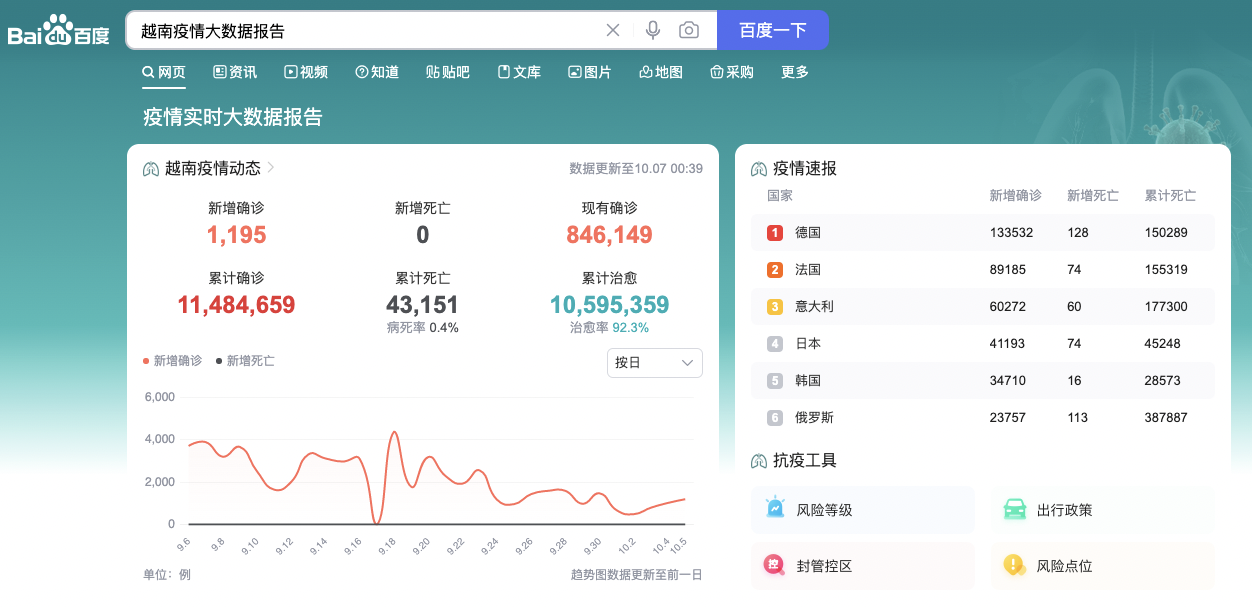 Bai du 百度
越南疫情大数据报告
百度一下
网页 资讯 视频 知道 贴吧 文库 图片 地图 采购 更多
疫情实时大数据报告
越南疫情动态
数据更新至10.07 00:39
新增确诊 新增死亡 现有确诊
1,195 0 846,149
累计确诊 累计死亡 累计治愈
11,484,659 43,151 10,595,359
病死率 0.4% 治愈率 92.3%
新增确诊 新增死亡
按日
6,000
4,000
2,000
0
9.6 9.8 9.10 9.12 9.14 9.16 9.18 9.20 9.22 9.24 9.26 9.28 9.30 10.2 10.4 10.5
单位：例 趋势图数据更新至前一日
疫情速报
国家 新增确诊 新增死亡 累计死亡
1 德国 133532 128 150289
2 法国 89185 74 155319
3 意大利 60272 60 177300
4 日本 41193 74 45248
5 韩国 34710 16 28573
6 俄罗斯 23757 113 387887
抗疫工具
风险等级 出行政策
控 封管控区 风险点位